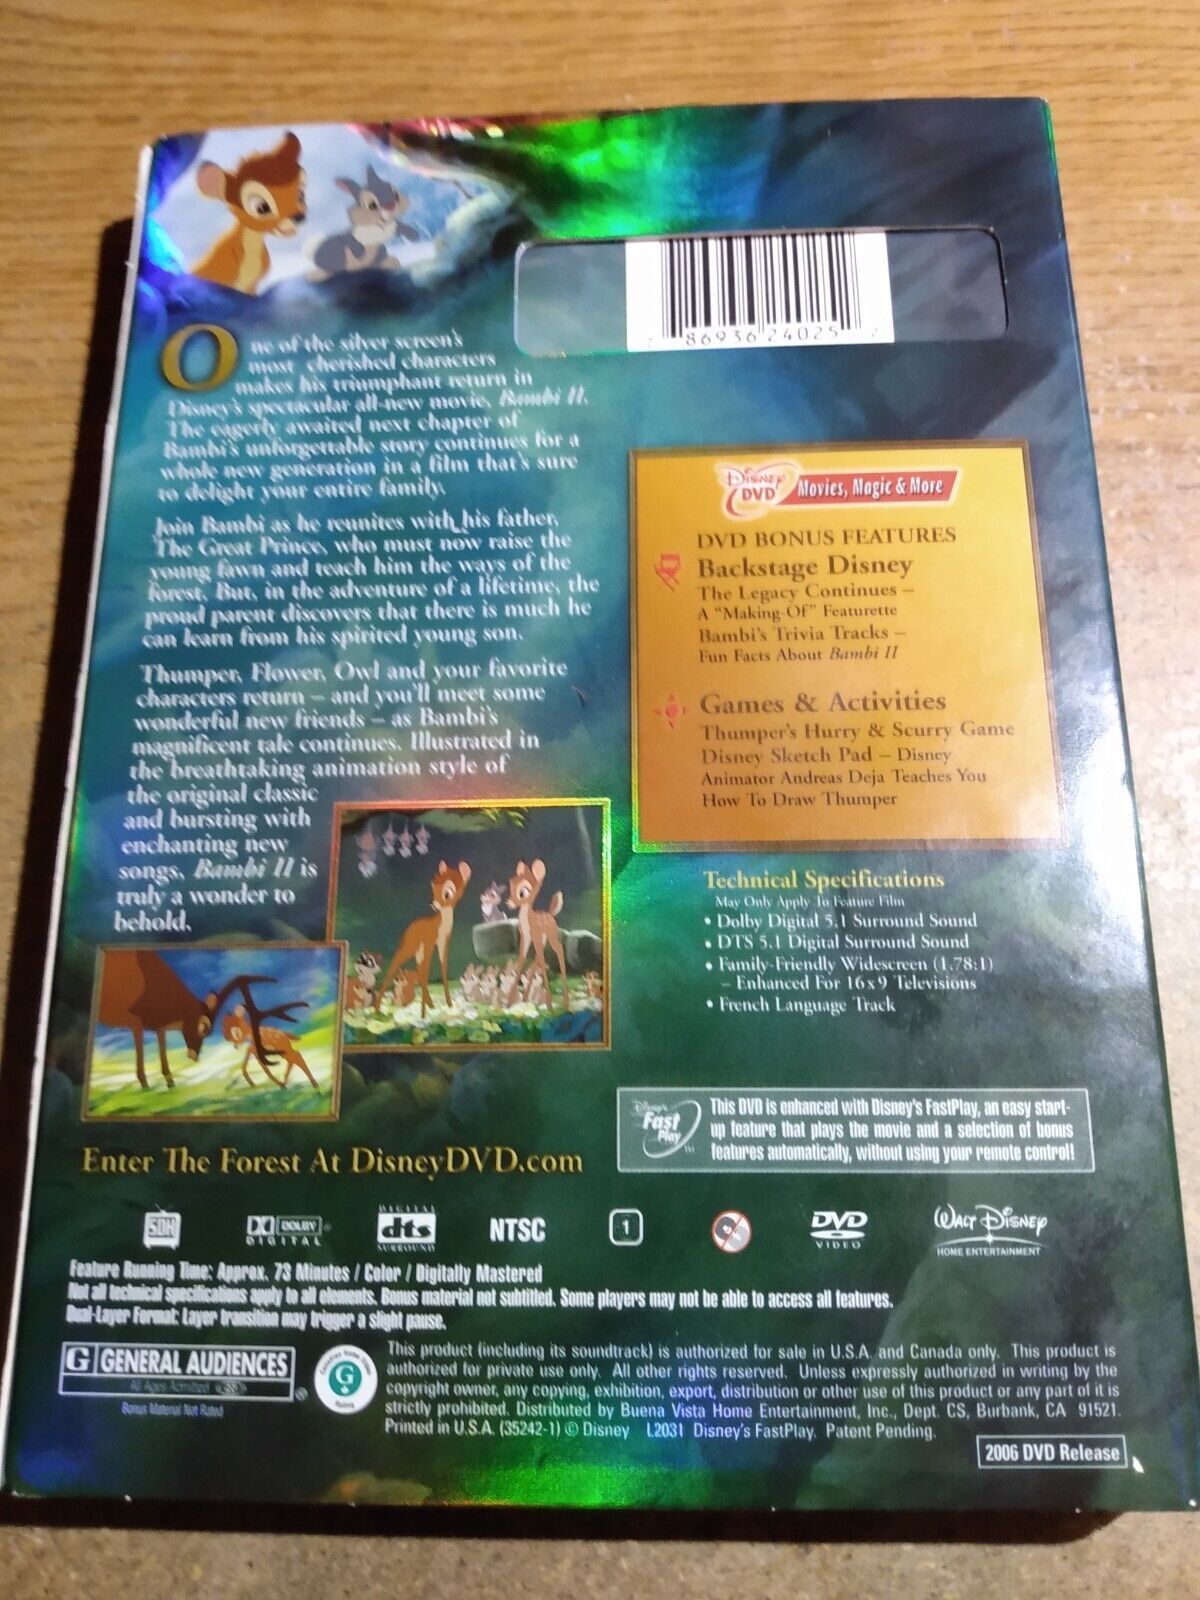 One of the silver screen's
most cherished characters
makes his triumphant return in
Disney's spectacular all-new movie, Bambi II.
The eagerly awaited next chapter of
Bambi's unforgettable story continues for a
whole new generation in a film that's sure
to delight your entire family.
Join Bambi as he reunites with his father,
The Great Prince, who must now raise the
young fawn and teach him the ways of the
forest. But, in the adventure of a lifetime, the
proud parent discovers that there is much he
can learn from his spirited young son.
Thumper, Flower, Owl and your favorite
characters return – and you'll meet some
wonderful new friends – as Bambi's
magnificent tale continues. Illustrated in
the breathtaking animation style of
the original classic
and bursting with
enchanting new
songs, Bambi II is
truly a wonder to
behold.
Enter The Forest At DisneyDVD.com
7 86936 24025 2
Disney DVD Movies, Magic & More
DVD BONUS FEATURES
Backstage Disney
The Legacy Continues –
A "Making-Of" Featurette
Bambi's Trivia Tracks –
Fun Facts About Bambi II
Games & Activities
Thumper's Hurry & Scurry Game
Disney Sketch Pad – Disney
Animator Andreas Deja Teaches You
How To Draw Thumper
Technical Specifications
May Only Apply To Feature Film
• Dolby Digital 5.1 Surround Sound
• DTS 5.1 Digital Surround Sound
• Family-Friendly Widescreen (1.78:1)
– Enhanced For 16x9 Televisions
• French Language Track
Disney's Fast Play ™
This DVD is enhanced with Disney's FastPlay, an easy start-
up feature that plays the movie and a selection of bonus
features automatically, without using your remote control!
SDH
DOLBY DIGITAL
DIGITAL dts SURROUND
NTSC
1
DVD VIDEO
Walt Disney HOME ENTERTAINMENT
Feature Running Time: Approx. 73 Minutes / Color / Digitally Mastered
Not all technical specifications apply to all elements. Bonus material not subtitled. Some players may not be able to access all features.
Dual-Layer Format: Layer transition may trigger a slight pause.
G GENERAL AUDIENCES
All Ages Admitted
Bonus Material Not Rated
®
Canadian Home Video
G
Rating
This product (including its soundtrack) is authorized for sale in U.S.A. and Canada only. This product is
authorized for private use only. All other rights reserved. Unless expressly authorized in writing by the
copyright owner, any copying, exhibition, export, distribution or other use of this product or any part of it is
strictly prohibited. Distributed by Buena Vista Home Entertainment, Inc., Dept. CS, Burbank, CA 91521.
Printed in U.S.A. (35242-1) © Disney L2031 Disney's FastPlay. Patent Pending.
2006 DVD Release